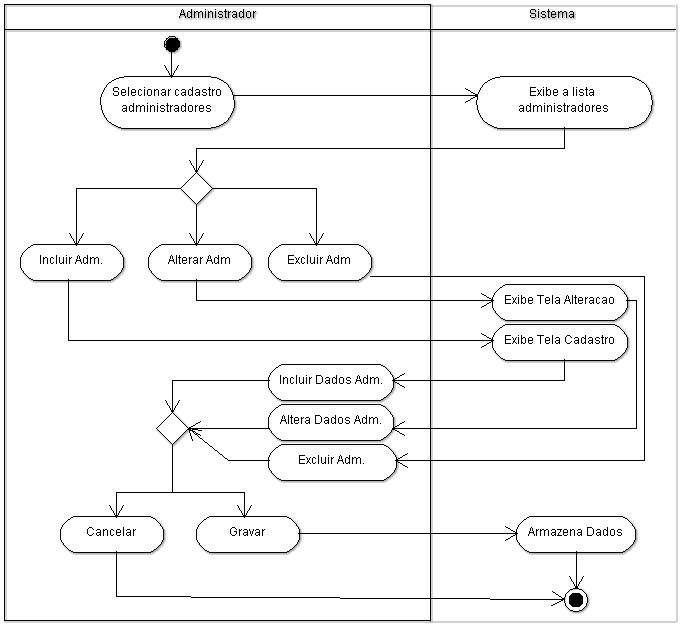 Administrador
Sistema
Selecionar cadastro
administradores
Exibe a lista
administradores
Incluir Adm.
Alterar Adm
Excluir Adm
Exibe Tela Alteracao
Exibe Tela Cadastro
Incluir Dados Adm.
Altera Dados Adm.
Excluir Adm.
Cancelar
Gravar
Armazena Dados